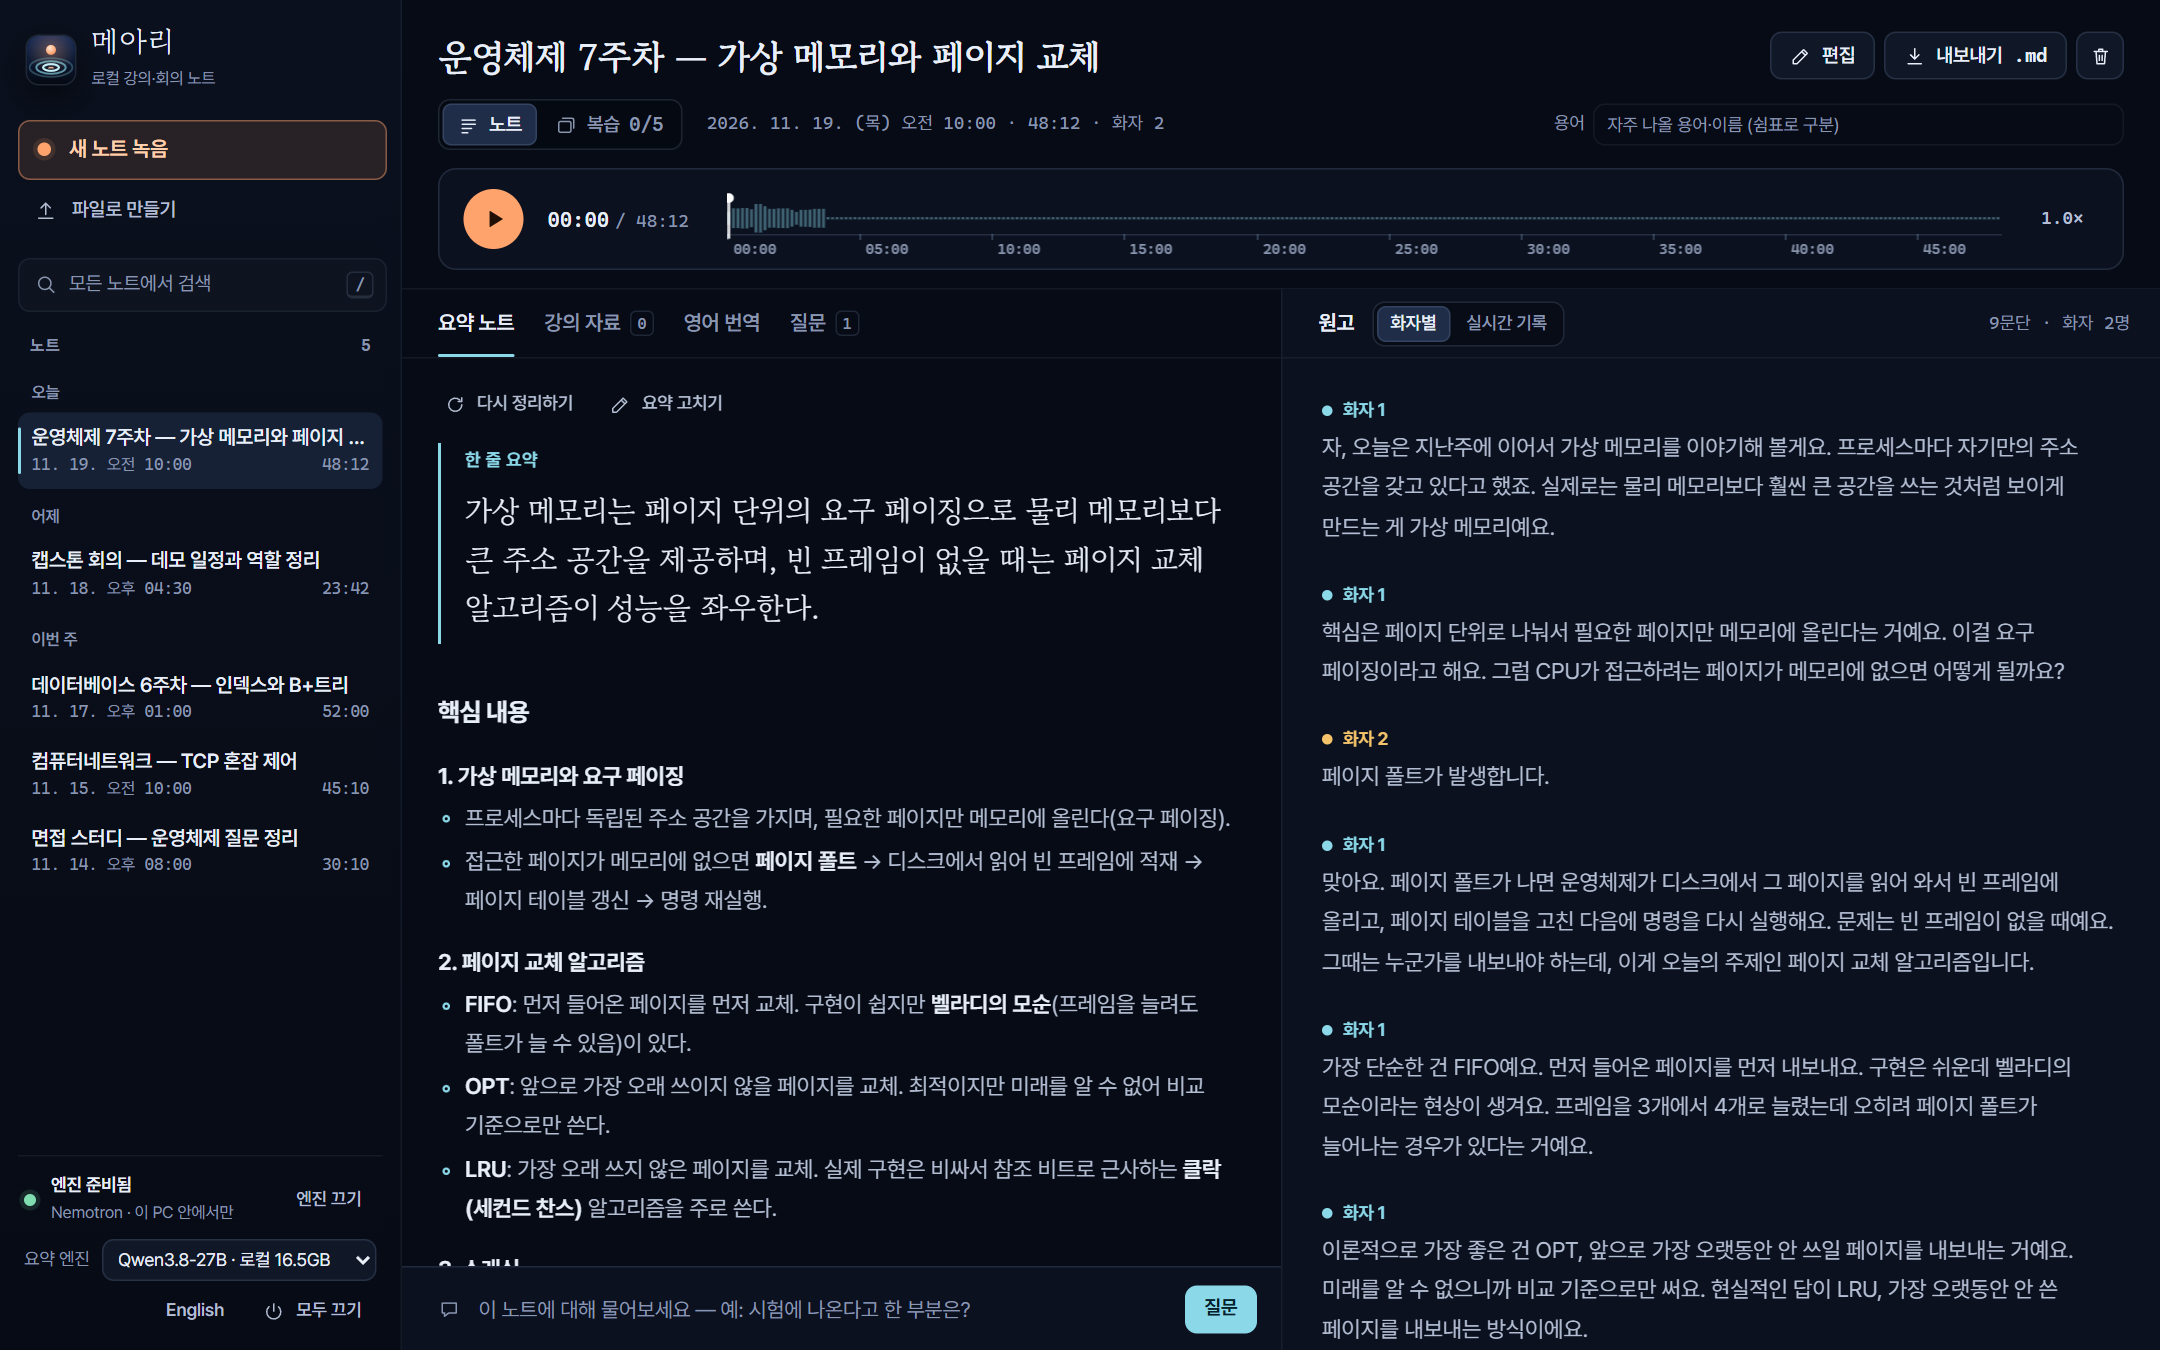 메아리
로컬 강의·회의 노트
새 노트 녹음
파일로 만들기
모든 노트에서 검색 /
노트 5
오늘
운영체제 7주차 — 가상 메모리와 페이지 ...
11. 19. 오전 10:00 48:12
어제
캡스톤 회의 — 데모 일정과 역할 정리
11. 18. 오후 04:30 23:42
이번 주
데이터베이스 6주차 — 인덱스와 B+트리
11. 17. 오후 01:00 52:00
컴퓨터네트워크 — TCP 혼잡 제어
11. 15. 오전 10:00 45:10
면접 스터디 — 운영체제 질문 정리
11. 14. 오후 08:00 30:10
엔진 준비됨
Nemotron · 이 PC 안에서만
엔진 끄기
요약 엔진 Qwen3.8-27B · 로컬 16.5GB
English 모두 끄기
운영체제 7주차 — 가상 메모리와 페이지 교체
편집 내보내기 .md
노트 복습 0/5 2026. 11. 19. (목) 오전 10:00 · 48:12 · 화자 2
용어 자주 나올 용어·이름 (쉼표로 구분)
00:00 / 48:12 1.0×
00:00 05:00 10:00 15:00 20:00 25:00 30:00 35:00 40:00 45:00
요약 노트 강의 자료 0 영어 번역 질문 1
다시 정리하기 요약 고치기
한 줄 요약
가상 메모리는 페이지 단위의 요구 페이징으로 물리 메모리보다
큰 주소 공간을 제공하며, 빈 프레임이 없을 때는 페이지 교체
알고리즘이 성능을 좌우한다.
핵심 내용
1. 가상 메모리와 요구 페이징
프로세스마다 독립된 주소 공간을 가지며, 필요한 페이지만 메모리에 올린다(요구 페이징).
접근한 페이지가 메모리에 없으면 페이지 폴트 → 디스크에서 읽어 빈 프레임에 적재 →
페이지 테이블 갱신 → 명령 재실행.
2. 페이지 교체 알고리즘
FIFO: 먼저 들어온 페이지를 먼저 교체. 구현이 쉽지만 벨라디의 모순(프레임을 늘려도
폴트가 늘 수 있음)이 있다.
OPT: 앞으로 가장 오래 쓰이지 않을 페이지를 교체. 최적이지만 미래를 알 수 없어 비교
기준으로만 쓴다.
LRU: 가장 오래 쓰지 않은 페이지를 교체. 실제 구현은 비싸서 참조 비트로 근사하는 클락
(세컨드 찬스) 알고리즘을 주로 쓴다.
이 노트에 대해 물어보세요 — 예: 시험에 나온다고 한 부분은?
질문
원고 화자별 실시간 기록 9문단 · 화자 2명
화자 1
자, 오늘은 지난주에 이어서 가상 메모리를 이야기해 볼게요. 프로세스마다 자기만의 주소
공간을 갖고 있다고 했죠. 실제로는 물리 메모리보다 훨씬 큰 공간을 쓰는 것처럼 보이게
만드는 게 가상 메모리예요.
화자 1
핵심은 페이지 단위로 나눠서 필요한 페이지만 메모리에 올린다는 거예요. 이걸 요구
페이징이라고 해요. 그럼 CPU가 접근하려는 페이지가 메모리에 없으면 어떻게 될까요?
화자 2
페이지 폴트가 발생합니다.
화자 1
맞아요. 페이지 폴트가 나면 운영체제가 디스크에서 그 페이지를 읽어 와서 빈 프레임에
올리고, 페이지 테이블을 고친 다음에 명령을 다시 실행해요. 문제는 빈 프레임이 없을 때예요.
그때는 누군가를 내보내야 하는데, 이게 오늘의 주제인 페이지 교체 알고리즘입니다.
화자 1
가장 단순한 건 FIFO예요. 먼저 들어온 페이지를 먼저 내보내요. 구현은 쉬운데 벨라디의
모순이라는 현상이 생겨요. 프레임을 3개에서 4개로 늘렸는데 오히려 페이지 폴트가
늘어나는 경우가 있다는 거예요.
화자 1
이론적으로 가장 좋은 건 OPT, 앞으로 가장 오랫동안 안 쓰일 페이지를 내보내는 거예요.
미래를 알 수 없으니까 비교 기준으로만 써요. 현실적인 답이 LRU, 가장 오랫동안 안 쓴
페이지를 내보내는 방식이에요.